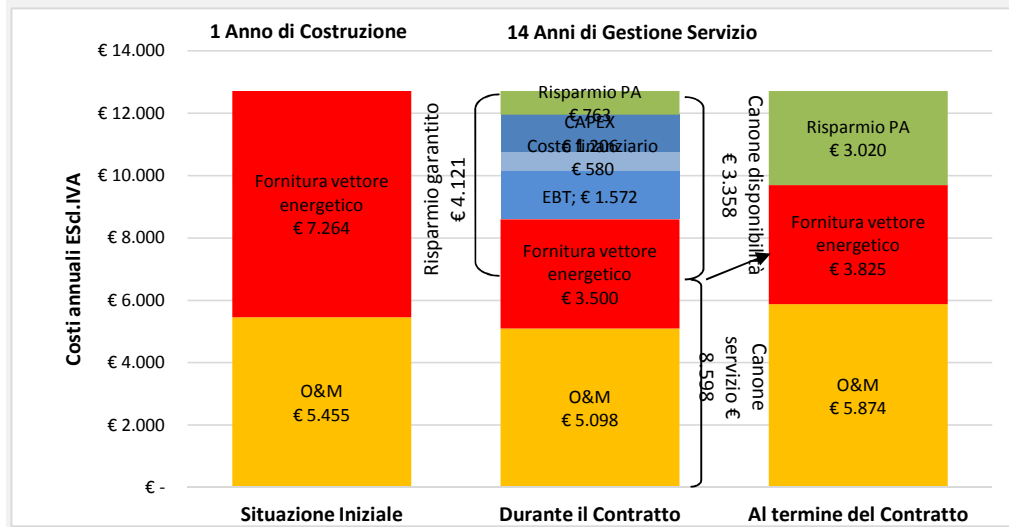 1 Anno di Costruzione
14 Anni di Gestione Servizio
Costi annuali EScl.IVA
€ 14.000
€ 12.000
€ 10.000
€ 8.000
€ 6.000
€ 4.000
€ 2.000
€ -
Fornitura vettore
energetico
€ 7.264
O&M
€ 5.455
Risparmio garantito
€ 4.121
Risparmio PA
€ 763
CAPEX
€ 1.206
Costo finanziario
€ 580
EBT; € 1.572
Fornitura vettore
energetico
€ 3.500
O&M
€ 5.098
Canone disponibilità
€ 3.358
Canone
servizio €
8.598
Risparmio PA
€ 3.020
Fornitura vettore
energetico
€ 3.825
O&M
€ 5.874
Situazione Iniziale
Durante il Contratto
Al termine del Contratto